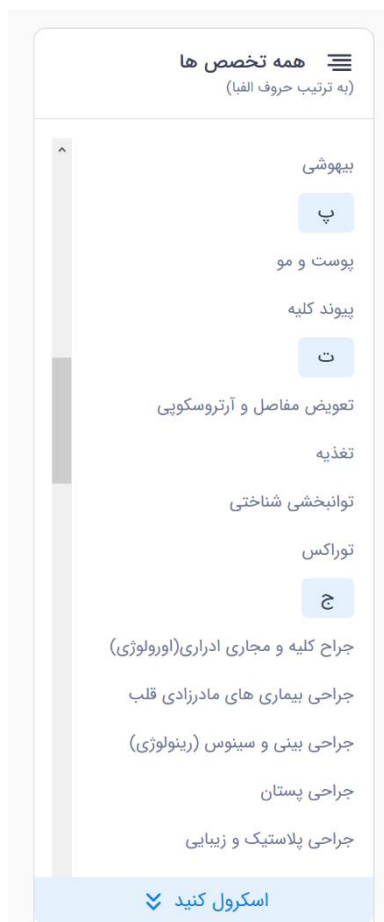 همه تخصص ها
(به ترتیب حروف الفبا)
بیهوشی
پ
پوست و مو
پیوند کلیه
ت
تعویض مفاصل و آرتروسکوپی
تغذیه
توانبخشی شناختی
توراکس
ج
جراح کلیه و مجاری ادراری(اورولوژی)
جراحی بیماری های مادرزادی قلب
جراحی بینی و سینوس (رینولوژی)
جراحی پستان
جراحی پلاستیک و زیبایی
اسکرول کنید